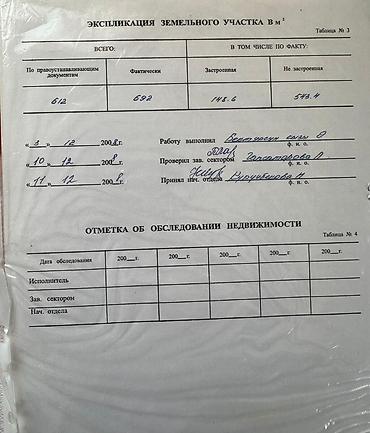 ЭКСПЛИКАЦИЯ ЗЕМЕЛЬНОГО УЧАСТКА В м²
Таблица № 3
ВСЕГО: В ТОМ ЧИСЛЕ ПО ФАКТУ:
По правоустанавливающим документам Фактически Застроенная Не застроенная
612 692 148.6 543.4
« 3 » 12 2008г. Работу выполнил
ф. и. о.
« 10 » 12 2008г. Проверил зав. сектором
ф. и. о.
« 11 » 12 2008г. Принял нач. отдела
ф. и. о.
ОТМЕТКА ОБ ОБСЛЕДОВАНИИ НЕДВИЖИМОСТИ
Таблица № 4
Дата обследования 200__г. 200__г. 200__г. 200__г. 200__г.
Исполнитель
Зав. сектором
Нач. отдела